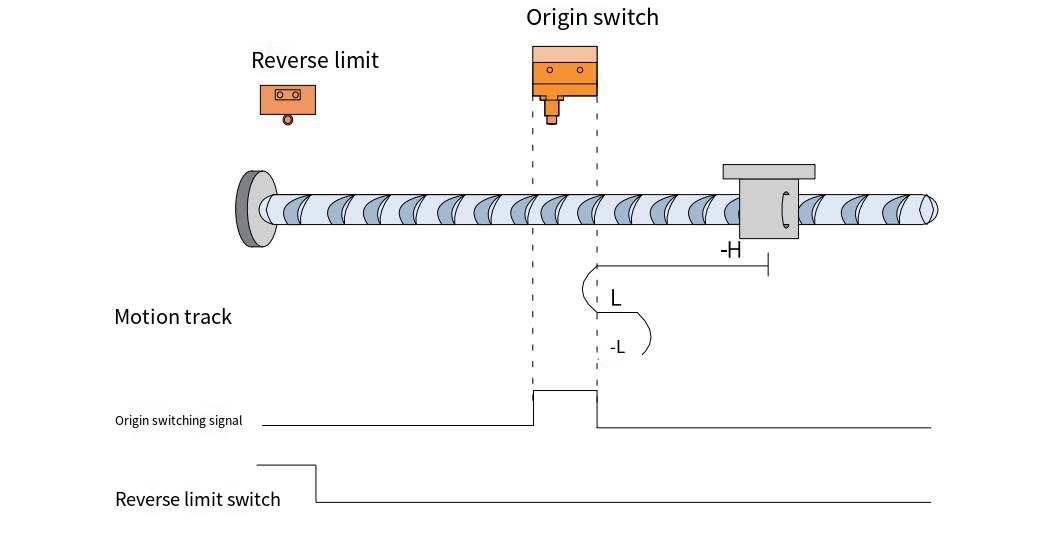 Origin switch
Reverse limit
-H
L
Motion track
-L
Origin switching signal
Reverse limit switch